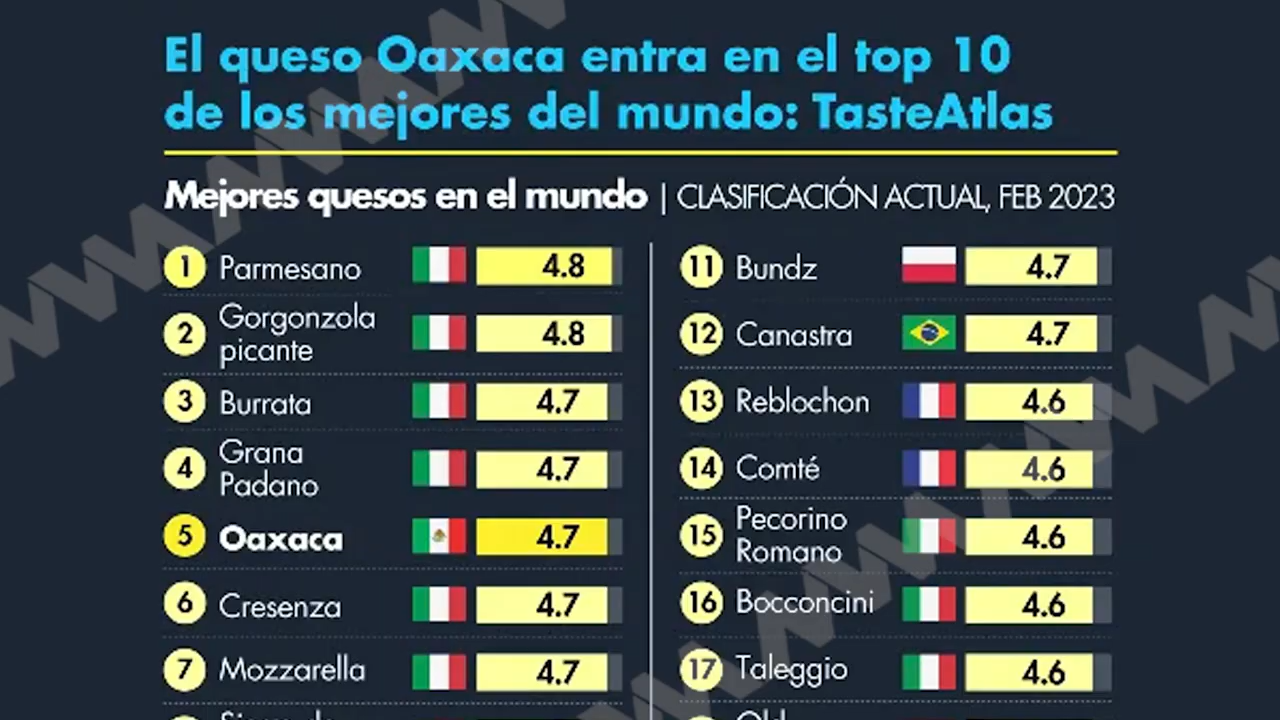 El queso Oaxaca entra en el top 10
de los mejores del mundo: TasteAtlas
Mejores quesos en el mundo | CLASIFICACIÓN ACTUAL, FEB 2023
1 Parmesano 4.8
2 Gorgonzola
picante 4.8
3 Burrata 4.7
4 Grana
Padano 4.7
5 Oaxaca 4.7
6 Cresenza 4.7
7 Mozzarella 4.7
11 Bundz 4.7
12 Canastra 4.7
13 Reblochon 4.6
14 Comté 4.6
15 Pecorino
Romano 4.6
16 Bocconcini 4.6
17 Taleggio 4.6